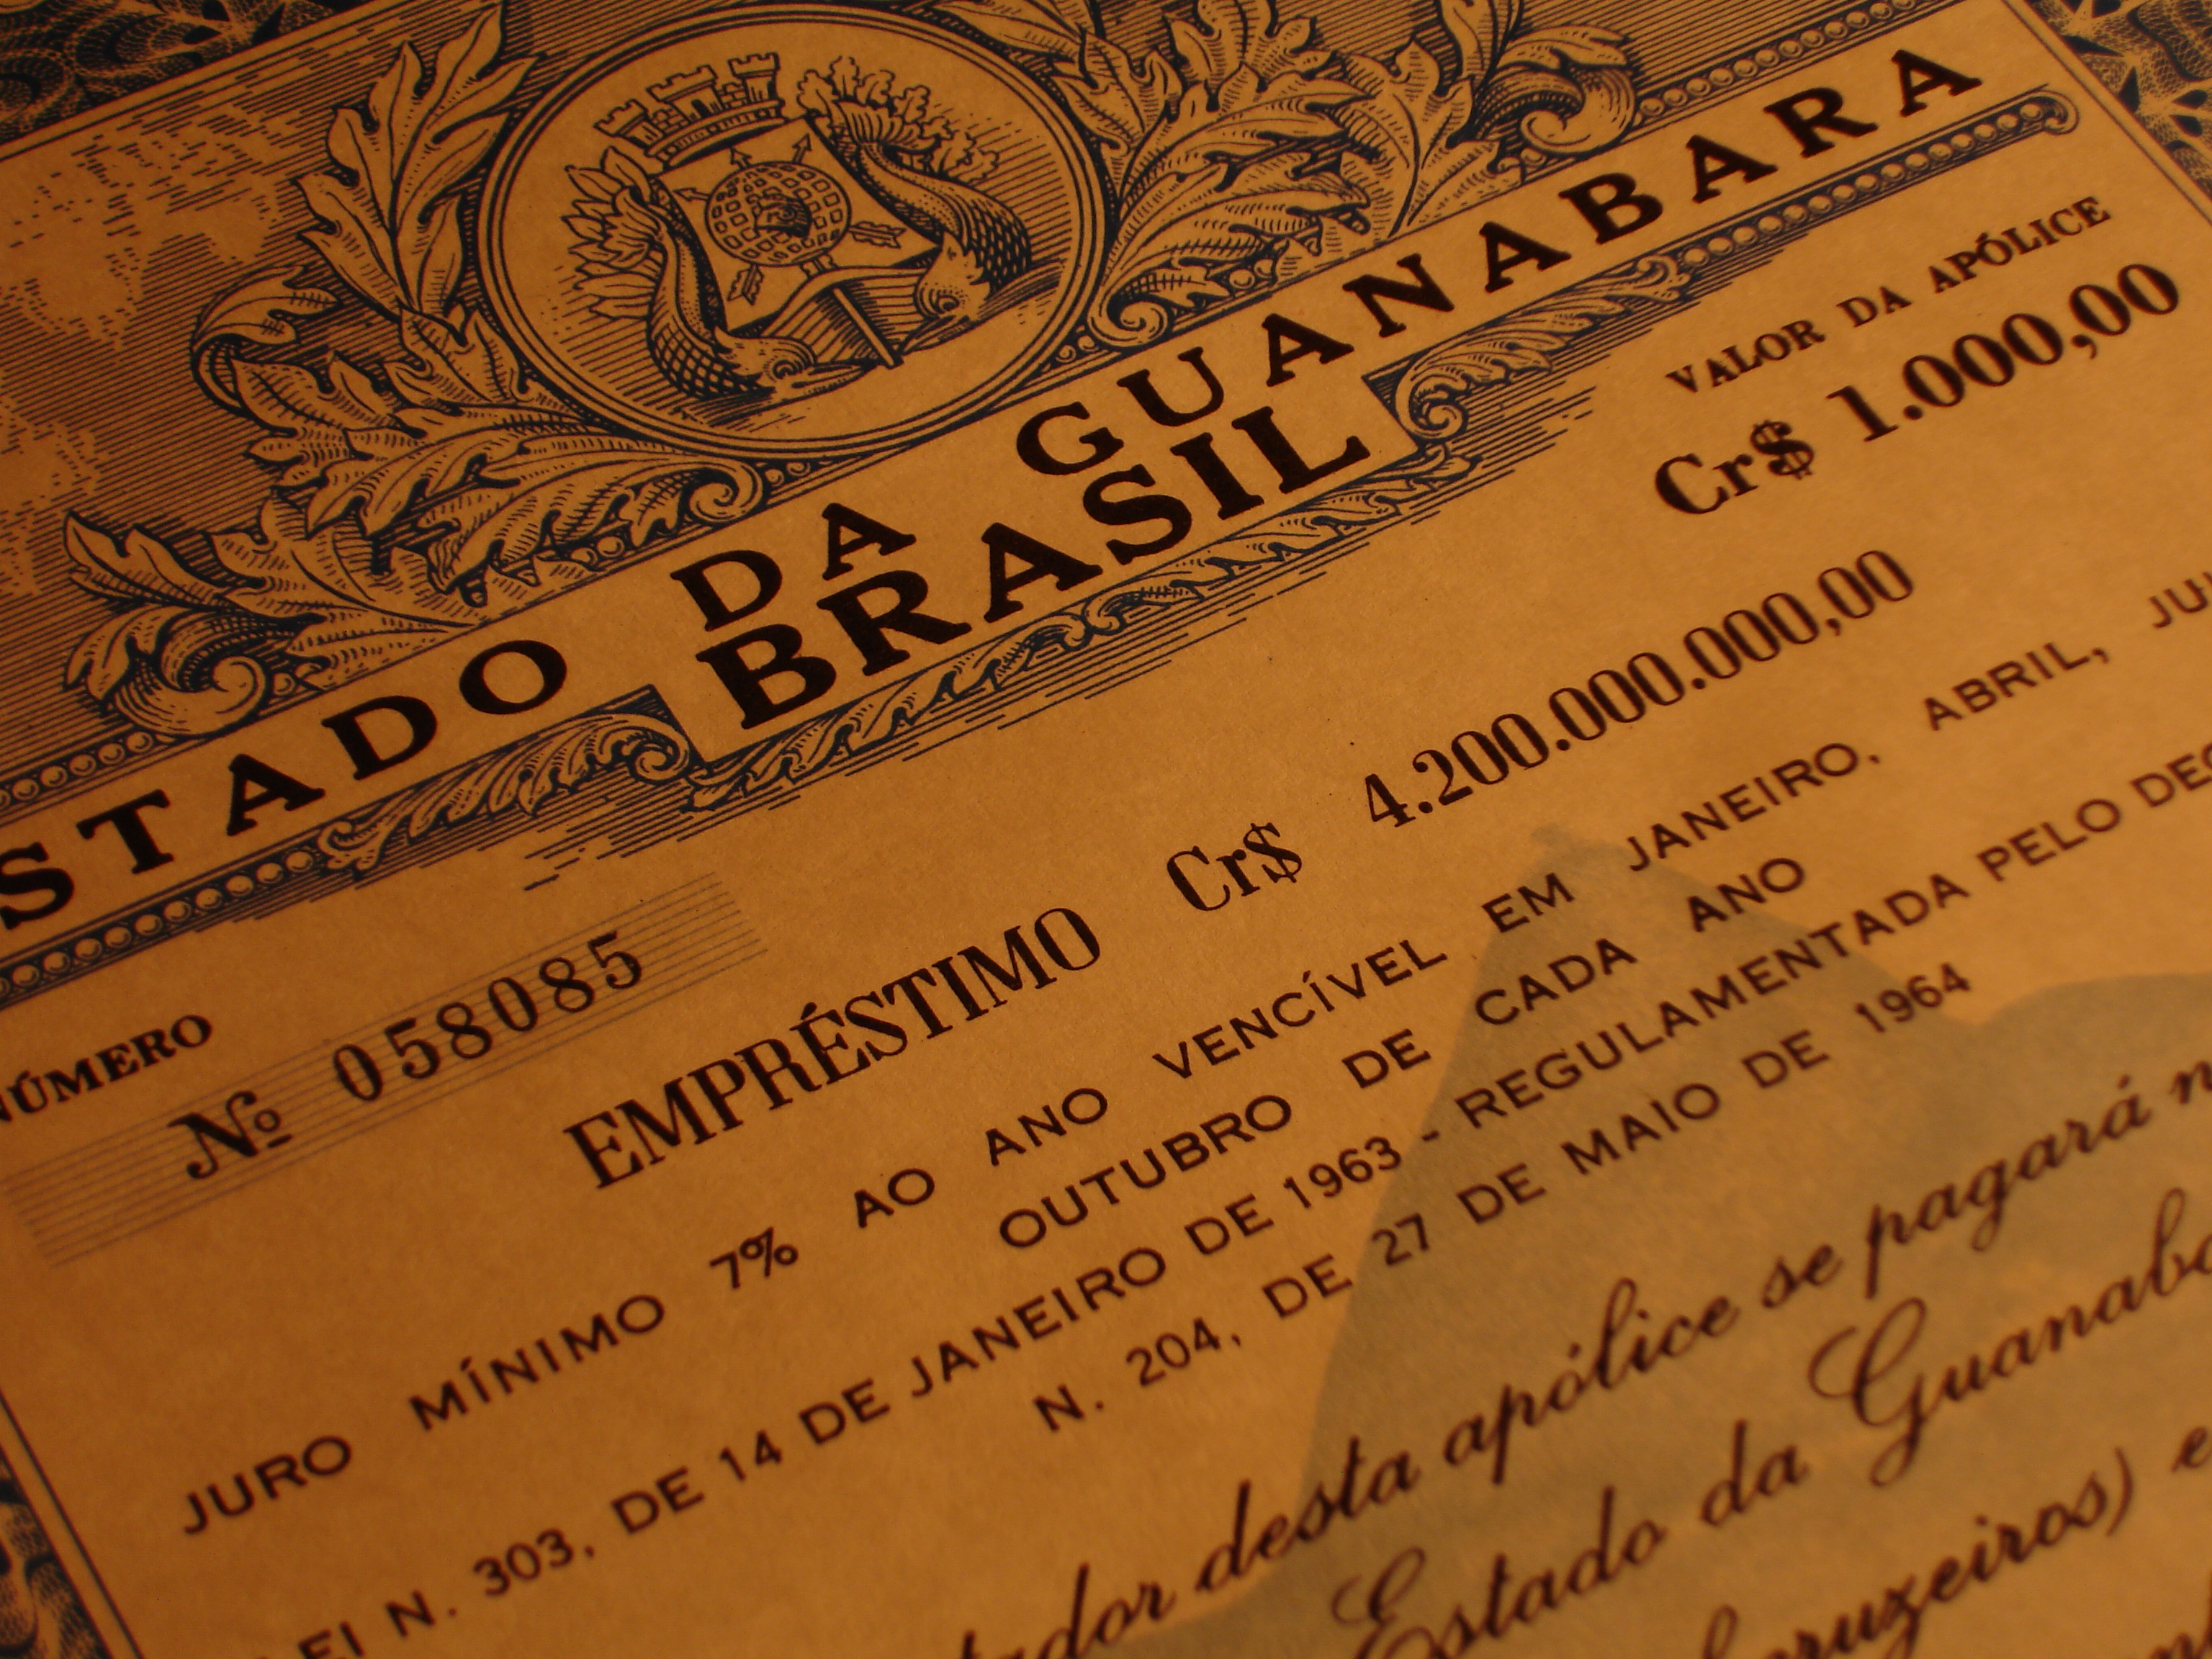 ESTADO DA GUANABARA
BRASIL
VALOR DA APÓLICE
Cr$ 1.000,00
NÚMERO
Nº 058085
EMPRÉSTIMO Cr$ 4.200.000.000,00
JURO MÍNIMO 7% AO ANO VENCÍVEL EM JANEIRO, ABRIL,
OUTUBRO DE CADA ANO
LEI N. 303, DE 14 DE JANEIRO DE 1963 - REGULAMENTADA PELO
N. 204, DE 27 DE MAIO DE 1964
desta apólice se pagará
Estado da
cruzeiros) e